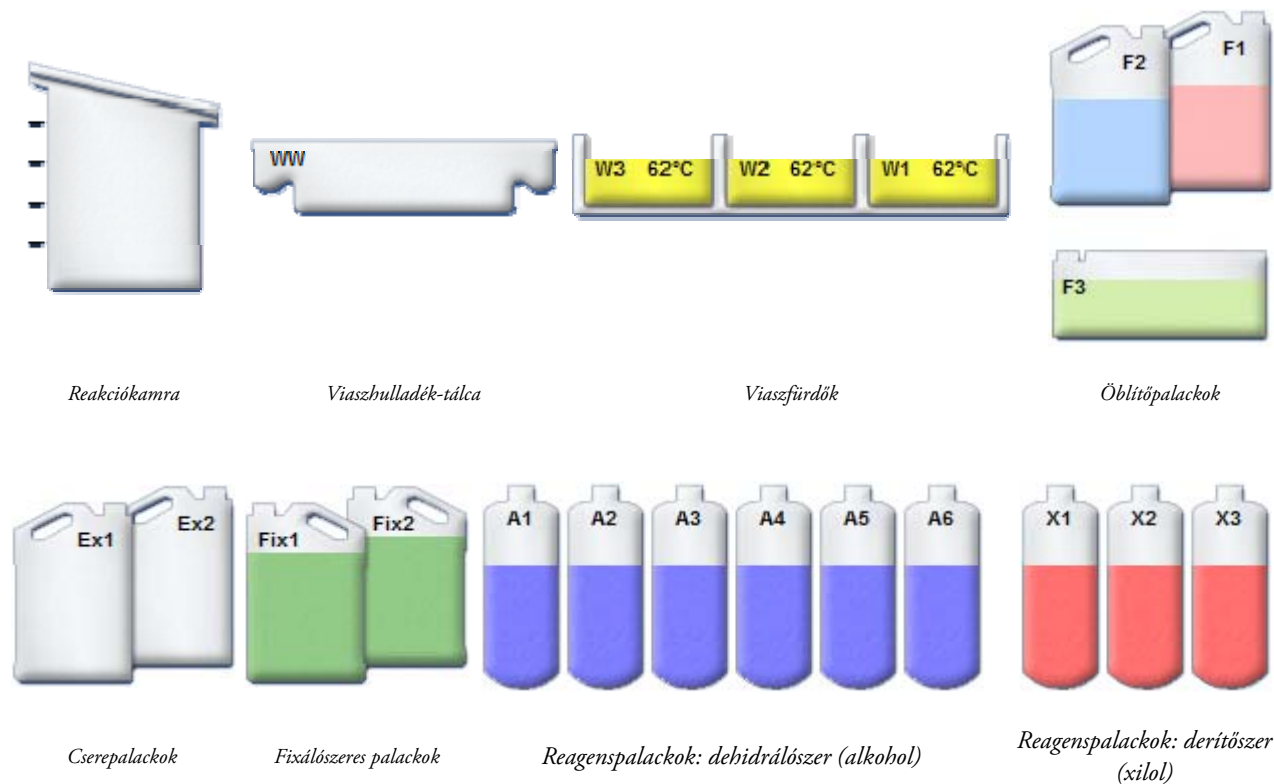 F2
F1
WW
W3 62°C
W2 62°C
W1 62°C
F3
Reakciókamra
Viaszhulladék-tálca
Viaszfürdők
Öblítőpalackok
Ex1
Ex2
Fix1
Fix2
A1
A2
A3
A4
A5
A6
X1
X2
X3
Cserepalackok
Fixálószeres palackok
Reagenspalackok: dehidrálószer (alkohol)
Reagenspalackok: derítőszer
(xilol)